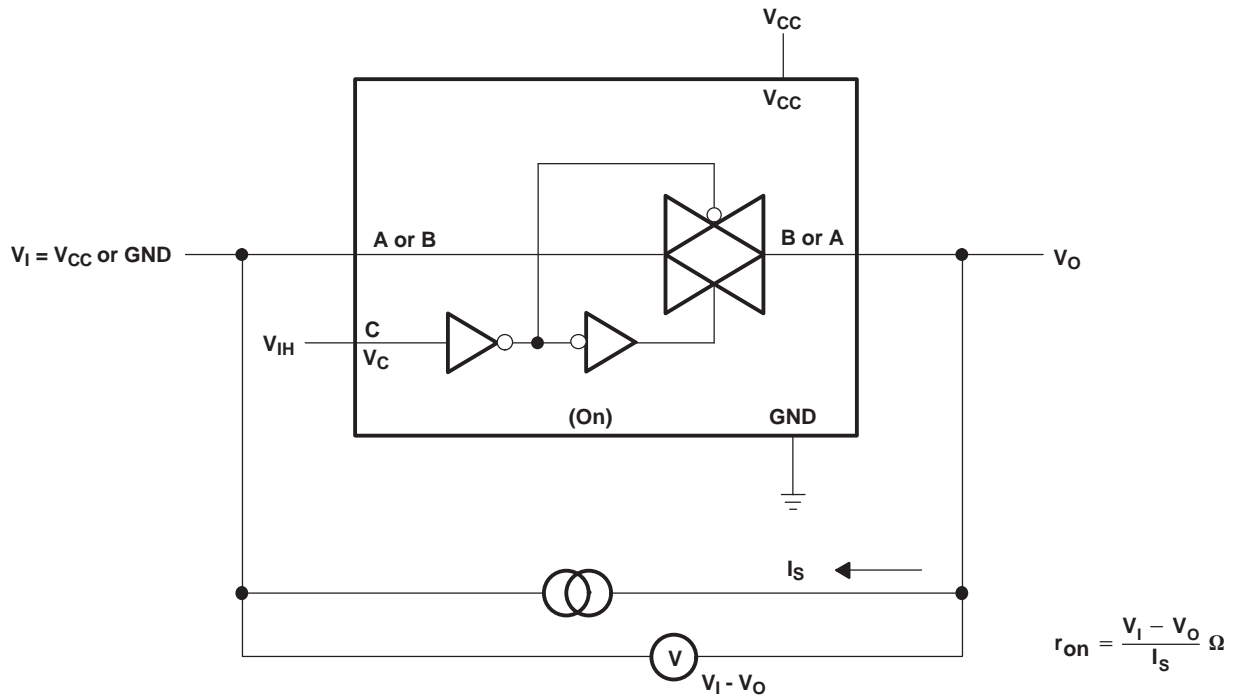 VCC
VCC
A or B
B or A
VI = VCC or GND
VO
C
VIH
VC
(On)
GND
IS
V
VI - VO
ron = VI − VO / IS Ω